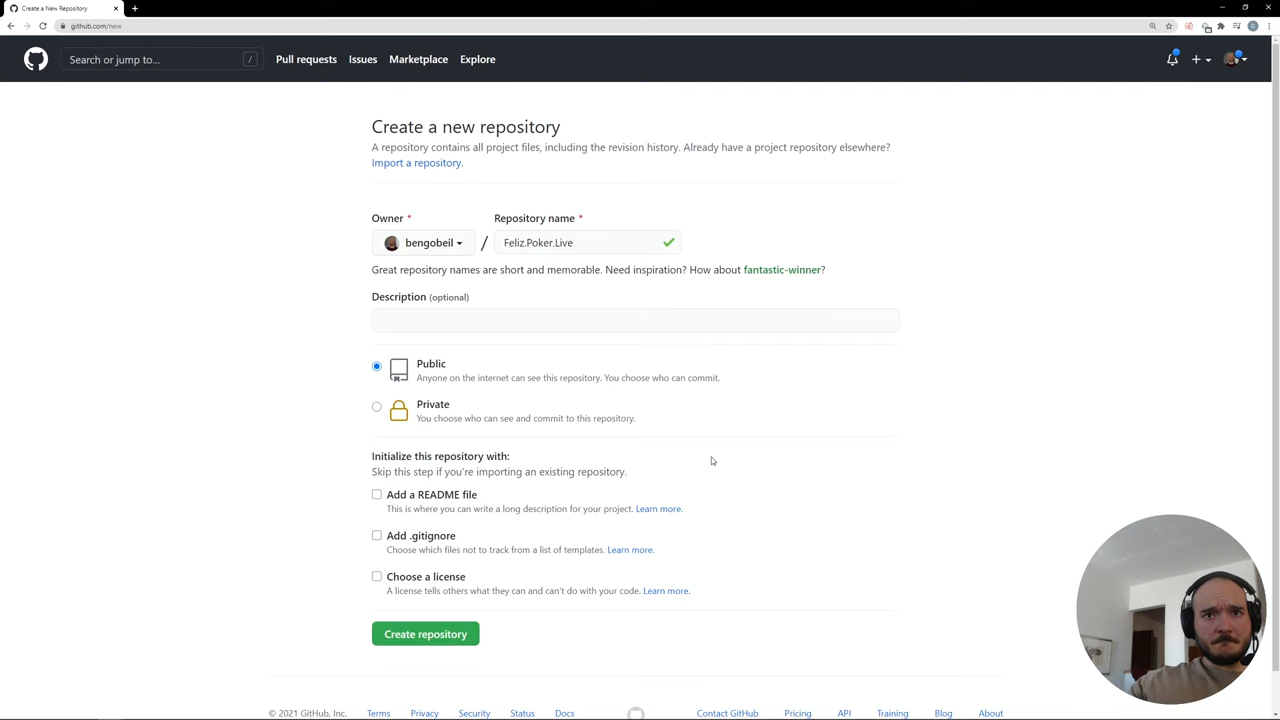 Create a New Repository
github.com/new
Search or jump to... /
Pull requests Issues Marketplace Explore
Create a new repository
A repository contains all project files, including the revision history. Already have a project repository elsewhere?
Import a repository.
Owner * Repository name *
bengobeil / Feliz.Poker.Live
Great repository names are short and memorable. Need inspiration? How about fantastic-winner?
Description (optional)
Public
Anyone on the internet can see this repository. You choose who can commit.
Private
You choose who can see and commit to this repository.
Initialize this repository with:
Skip this step if you're importing an existing repository.
Add a README file
This is where you can write a long description for your project. Learn more.
Add .gitignore
Choose which files not to track from a list of templates. Learn more.
Choose a license
A license tells others what they can and can't do with your code. Learn more.
Create repository
© 2021 GitHub, Inc. Terms Privacy Security Status Docs Contact GitHub Pricing API Training Blog About